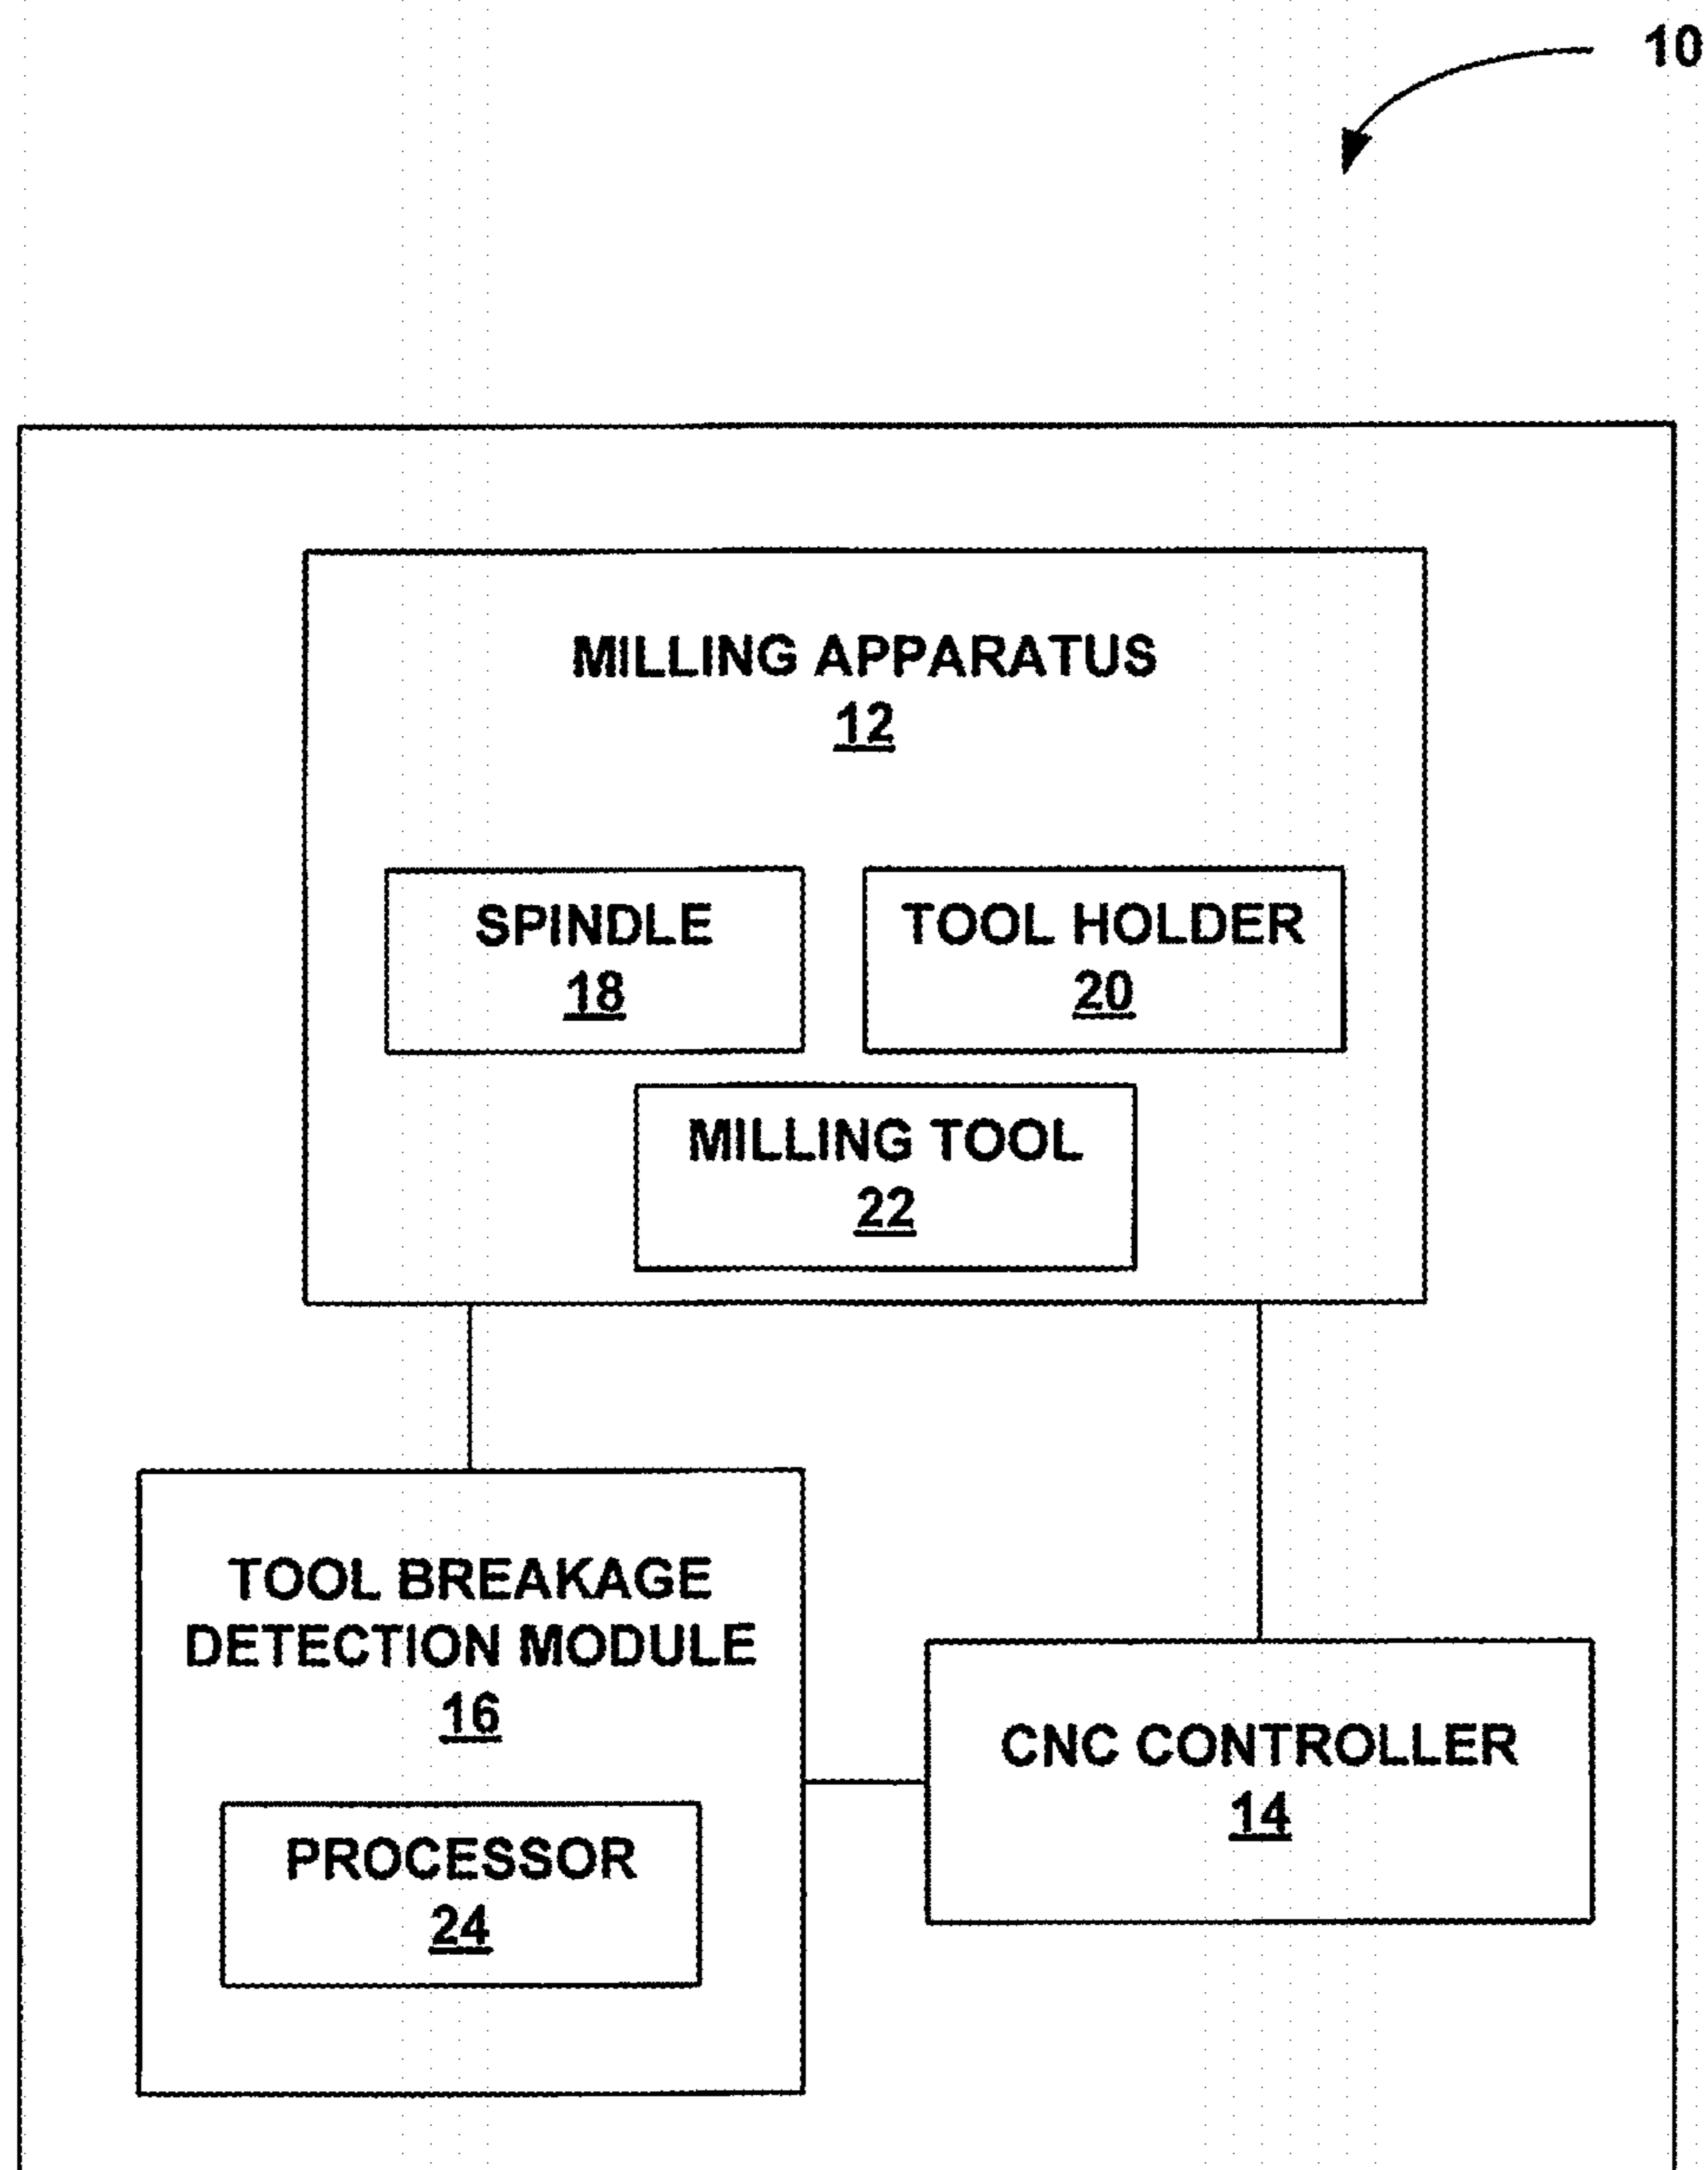 10
MILLING APPARATUS
12
SPINDLE
18
TOOL HOLDER
20
MILLING TOOL
22
TOOL BREAKAGE
DETECTION MODULE
16
PROCESSOR
24
CNC CONTROLLER
14